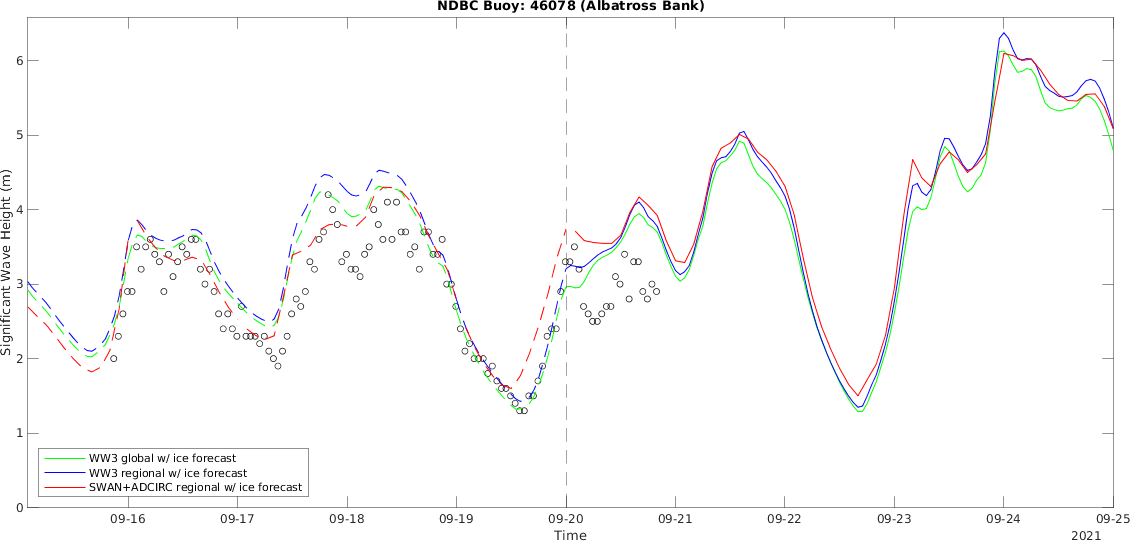 NDBC Buoy: 46078 (Albatross Bank)
Significant Wave Height (m)
6
5
4
3
2
1
0
WW3 global w/ ice forecast
WW3 regional w/ ice forecast
SWAN+ADCIRC regional w/ ice forecast
09-16 09-17 09-18 09-19 09-20 09-21 09-22 09-23 09-24 09-25
Time
2021